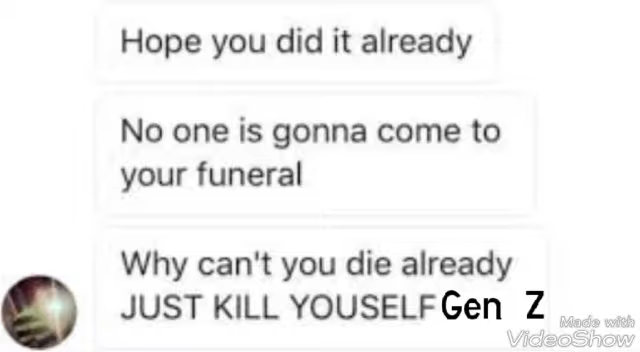 Hope you did it already
No one is gonna come to
your funeral
Why can't you die already
JUST KILL YOUSELF Gen Z
Made with
VideoShow